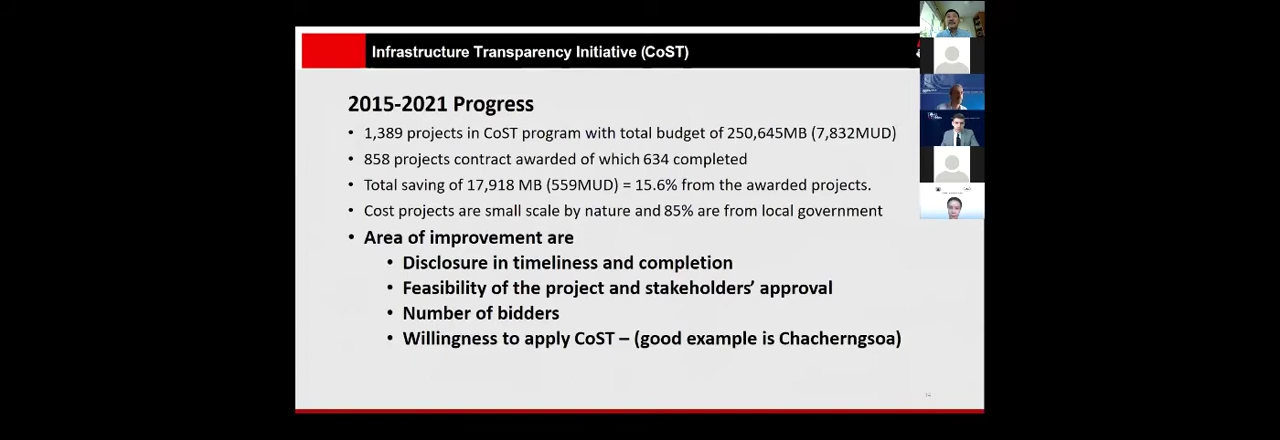 Infrastructure Transparency Initiative (CoST)
2015-2021 Progress
• 1,389 projects in CoST program with total budget of 250,645MB (7,832MUD)
• 858 projects contract awarded of which 634 completed
• Total saving of 17,918 MB (559MUD) = 15.6% from the awarded projects.
• Cost projects are small scale by nature and 85% are from local government
• Area of improvement are
• Disclosure in timeliness and completion
• Feasibility of the project and stakeholders’ approval
• Number of bidders
• Willingness to apply CoST – (good example is Chacherngsoa)